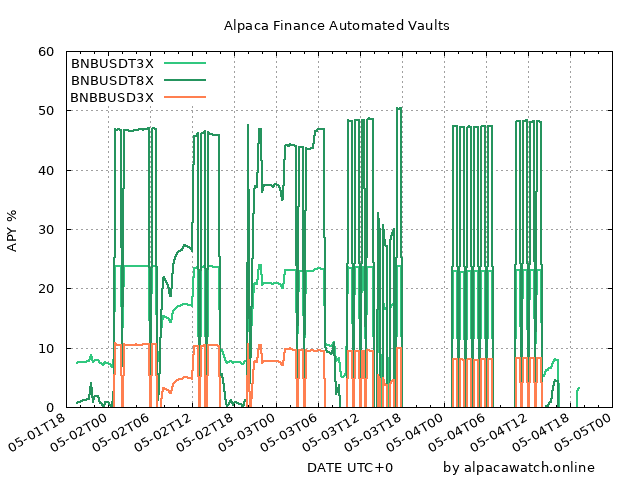 Alpaca Finance Automated Vaults
BNBUSDT3X
BNBUSDT8X
BNBBUSD3X
APY %
60
50
40
30
20
10
0
05-01T18
05-02T00
05-02T06
05-02T12
05-02T18
05-03T00
05-03T06
05-03T12
05-03T18
05-04T00
05-04T06
05-04T12
05-04T18
05-05T00
DATE UTC+0
by alpacawatch.online